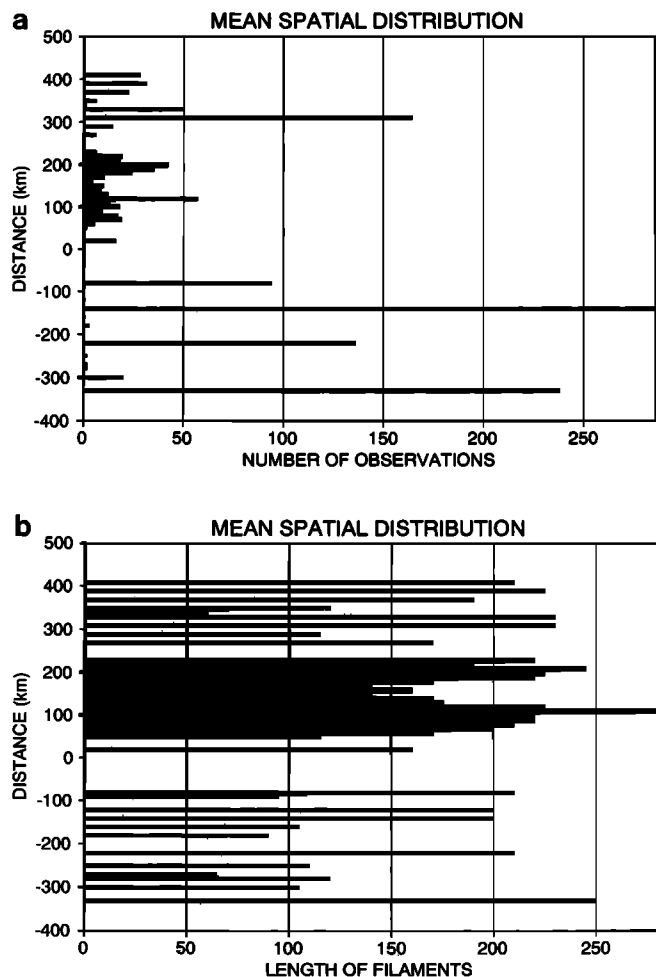 a
MEAN SPATIAL DISTRIBUTION
500
400
300
200
100
0
-100
-200
-300
-400
DISTANCE (km)
0 50 100 150 200 250
NUMBER OF OBSERVATIONS
b
MEAN SPATIAL DISTRIBUTION
500
400
300
200
100
0
-100
-200
-300
-400
DISTANCE (km)
0 50 100 150 200 250
LENGTH OF FILAMENTS